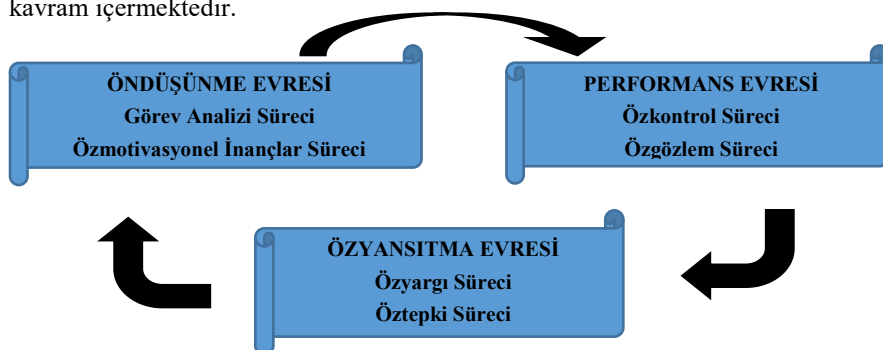 kavram içermektedir.
ÖNDÜŞÜNME EVRESİ
Görev Analizi Süreci
Özmotivasyonel İnançlar Süreci
PERFORMANS EVRESİ
Özkontrol Süreci
Özgözlem Süreci
ÖZYANSITMA EVRESİ
Özyargı Süreci
Öztepki Süreci